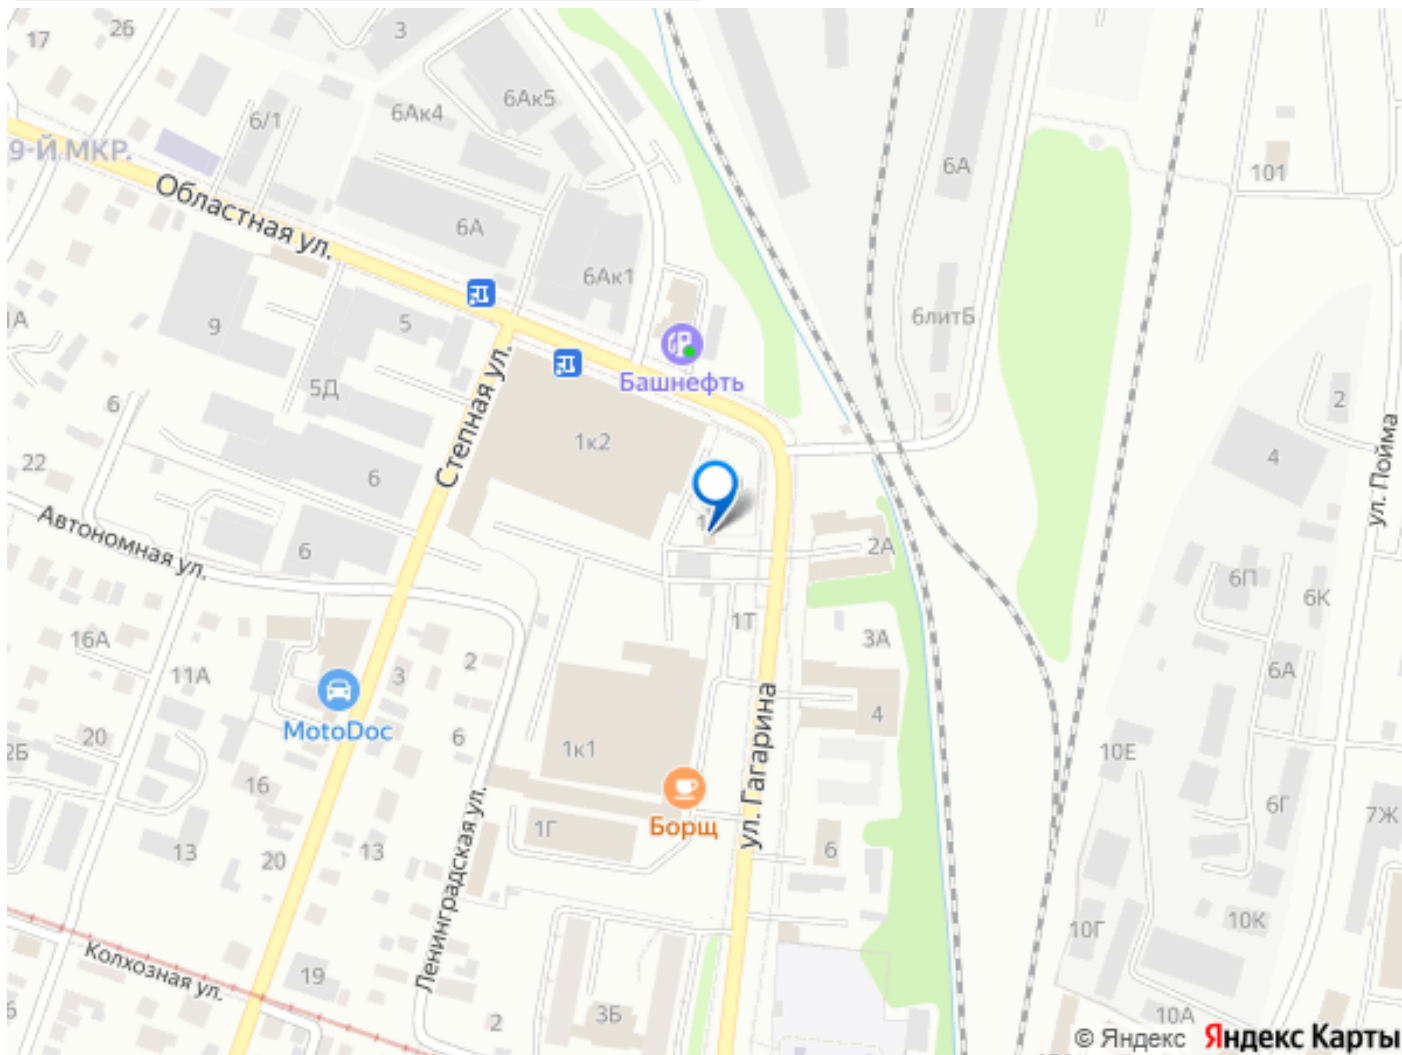 17
26
3
6/1
6Ак4
6Ак5
9-Й МКР.
6А
101
Областная ул.
6А
6Ак1
6литБ
1А
9
5
Башнефть
5Д
6
2
Степная ул.
1к2
4
ул. Пойма
22
6
Автономная ул.
6
2А
6П
6К
1Т
3А
16А
11А
3
2
6А
MotoDoc
4
ул. Гагарина
2Б
20
6
1к1
10Е
16
6Г
7Ж
Борщ
1Г
13
20
13
6
Ленинградская ул.
10Г
10К
Колхозная ул.
19
6
2
3Б
10А
© Яндекс Яндекс Карты